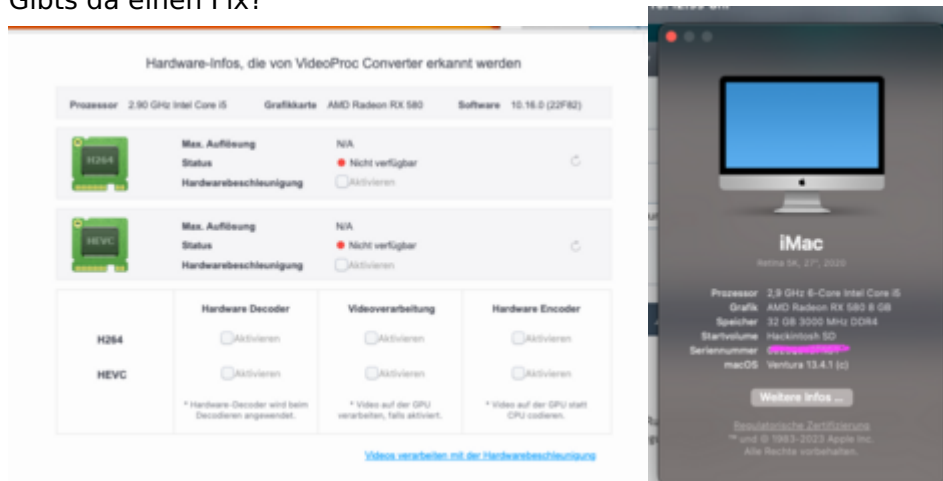 Gibts da einen Fix?
Hardware-Infos, die von VideoProc Converter erkannt werden
Prozessor 2.90 GHz Intel Core i5 Grafikkarte AMD Radeon RX 580 Software 10.16.0 (22F82)
H264
Max. Auflösung N/A
Status Nicht verfügbar
Hardwarebeschleunigung Aktivieren
HEVC
Max. Auflösung N/A
Status Nicht verfügbar
Hardwarebeschleunigung Aktivieren
Hardware Decoder Videoverarbeitung Hardware Encoder
H264 Aktivieren Aktivieren Aktivieren
HEVC Aktivieren Aktivieren Aktivieren
* Hardware-Decoder wird beim Decodieren angewendet.
* Video auf der GPU verarbeiten, falls aktiviert.
* Video auf der GPU statt CPU codieren.
Videos verarbeiten mit der Hardwarebeschleunigung
iMac
Retina 5K, 27", 2020
Prozessor 2,9 GHz 6-Core Intel Core i5
Grafik AMD Radeon RX 580 8 GB
Speicher 32 GB 3000 MHz DDR4
Startvolume Hackintosh SD
Seriennummer
macOS Ventura 13.4.1 (c)
Weitere Infos ...
Regulatorische Zertifizierung
™ und © 1983-2023 Apple Inc.
Alle Rechte vorbehalten.